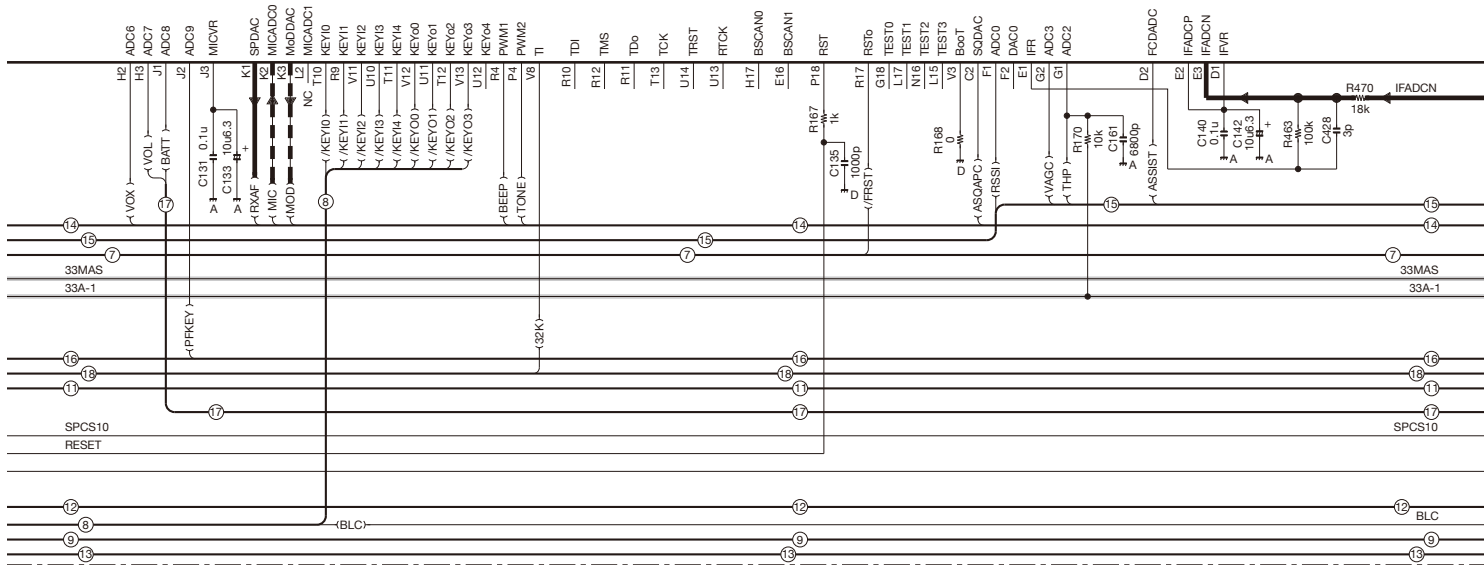 ADC6
ADC7
ADC8
ADC9
MICVR
SPDAC
MICADC0
MoDDAC
MICADC1
KEYI0
KEYI1
KEYI2
KEYI3
KEYI4
KEYo0
KEYo1
KEYo2
KEYo3
KEYo4
PWM1
PWM2
TI
TDI
TMS
TDo
TCK
TRST
RTCK
BSCAN0
BSCAN1
RST
RSTo
TEST0
TEST1
TEST2
TEST3
BooT
SQDAC
ADC0
DAC0
IFR
ADC3
ADC2
FCDADC
IFADCP
IFADCN
IFVR
H2
H3
J1
J2
J3
K1
K2
K3
L2
T10
R9
V11
U10
T11
V12
U11
T12
V13
U12
R4
P4
V8
R10
R12
R11
T13
U14
U13
H17
E16
P18
R17
G18
L17
N16
L15
V3
C2
F1
F2
E1
G2
G1
D2
E2
E3
D1
NC
R470
18k
IFADCN
VOX
VOL
BATT
C131 0.1u
C133 10u6.3
+
A
A
RXAF
MIC
MOD
/KEYI0
/KEYI1
/KEYI2
/KEYI3
/KEYI4
/KEYO0
/KEYO1
/KEYO2
/KEYO3
BEEP
TONE
R167
1k
C135
1000p
D
/FRST
R168
0
D
ASQAPC
RSSI
VAGC
THP
R170
10k
C161
6800p
A
ASSIST
C140
0.1u
A
C142
10u6.3
+
A
R463
100k
C428
3p
17
8
15
15
14
14
14
15
15
7
7
7
33MAS
33MAS
33A-1
33A-1
PFKEY
32K
16
16
16
18
18
18
11
11
11
17
17
17
SPCS10
SPCS10
RESET
12
12
12
BLC
8
BLC
9
9
9
13
13
13